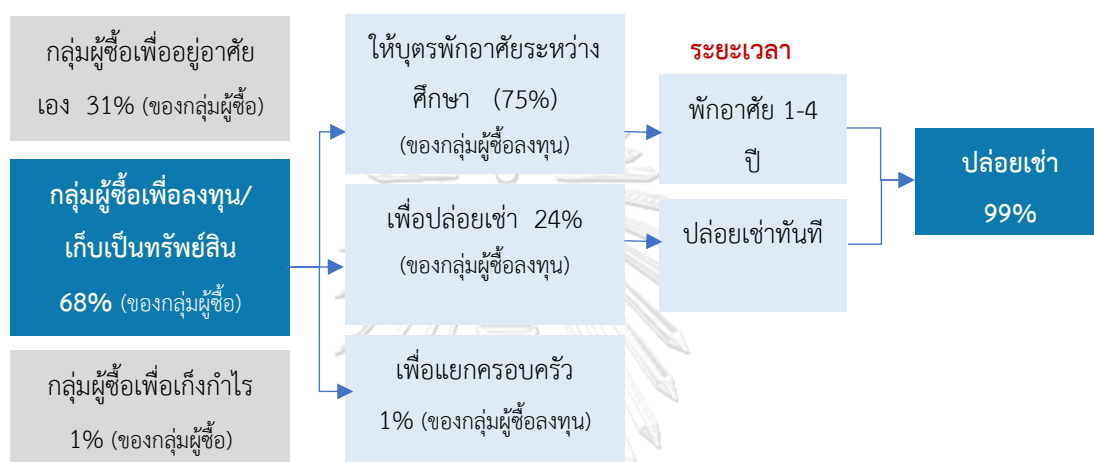 กลุ่มผู้ซื้อเพื่ออยู่อาศัย
เอง 31% (ของกลุ่มผู้ซื้อ)
กลุ่มผู้ซื้อเพื่อลงทุน/
เก็บเป็นทรัพย์สิน
68% (ของกลุ่มผู้ซื้อ)
กลุ่มผู้ซื้อเพื่อเก็งกำไร
1% (ของกลุ่มผู้ซื้อ)
ให้บุตรพักอาศัยระหว่าง
ศึกษา (75%)
(ของกลุ่มผู้ซื้อลงทุน)
เพื่อปล่อยเช่า 24%
(ของกลุ่มผู้ซื้อลงทุน)
เพื่อแยกครอบครัว
1% (ของกลุ่มผู้ซื้อลงทุน)
ระยะเวลา
พักอาศัย 1-4
ปี
ปล่อยเช่าทันที
ปล่อยเช่า
99%